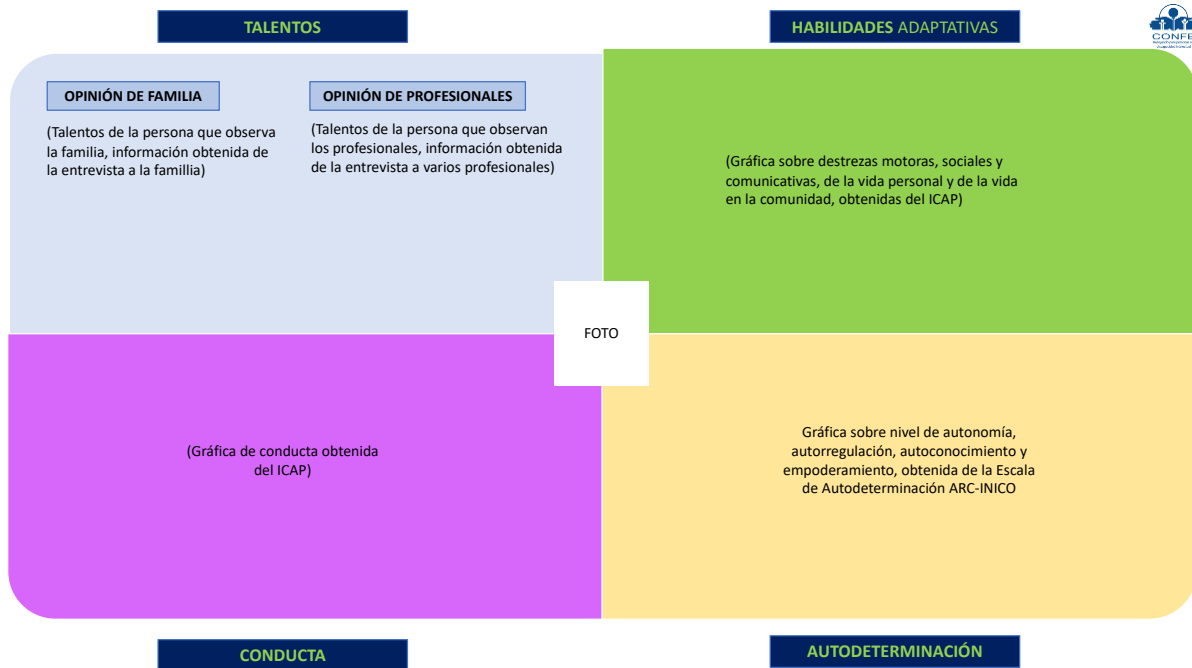 TALENTOS
HABILIDADES ADAPTATIVAS
CONFE
OPINIÓN DE FAMILIA
(Talentos de la persona que observa
la familia, información obtenida de
la entrevista a la famillia)
OPINIÓN DE PROFESIONALES
(Talentos de la persona que observan
los profesionales, información obtenida
de la entrevista a varios profesionales)
(Gráfica sobre destrezas motoras, sociales y
comunicativas, de la vida personal y de la vida
en la comunidad, obtenidas del ICAP)
FOTO
(Gráfica de conducta obtenida
del ICAP)
Gráfica sobre nivel de autonomía,
autorregulación, autoconocimiento y
empoderamiento, obtenida de la Escala
de Autodeterminación ARC-INICO
CONDUCTA
AUTODETERMINACIÓN